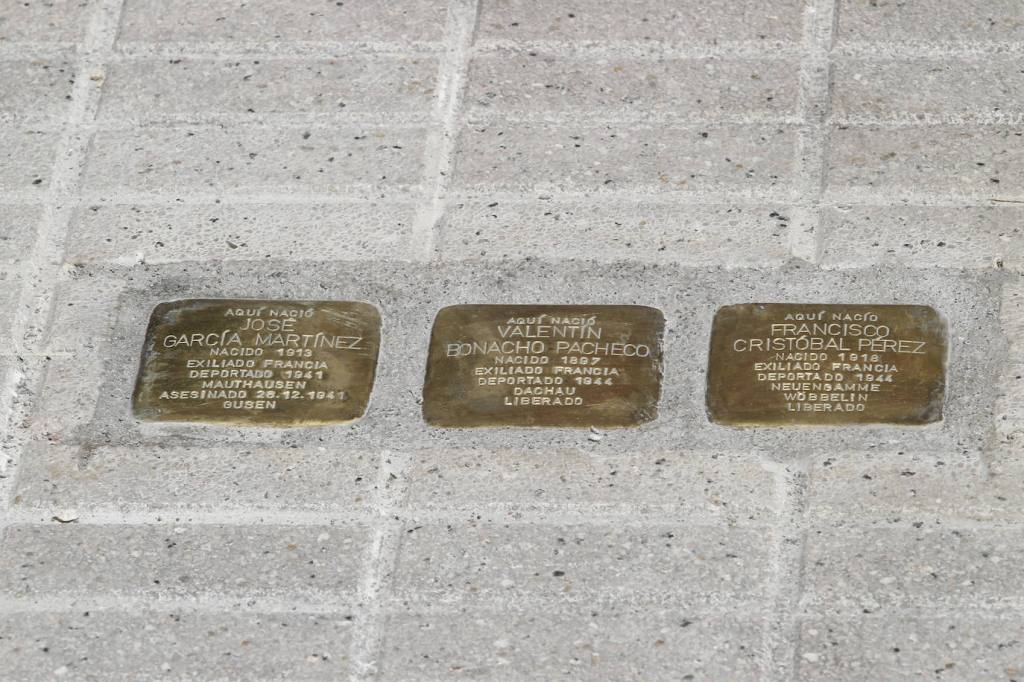 AQUÍ NACIÓ
JOSÉ
GARCÍA MARTÍNEZ
NACIDO 1913
EXILIADO FRANCIA
DEPORTADO 1941
MAUTHAUSEN
ASESINADO 26.12.1941
GUSEN
AQUÍ NACIÓ
VALENTÍN
BONACHO PACHECO
NACIDO 1897
EXILIADO FRANCIA
DEPORTADO 1944
DACHAU
LIBERADO
AQUÍ NACIÓ
FRANCISCO
CRISTÓBAL PÉREZ
NACIDO 1918
EXILIADO FRANCIA
DEPORTADO 1944
NEUENGAMME
WÖBBELIN
LIBERADO